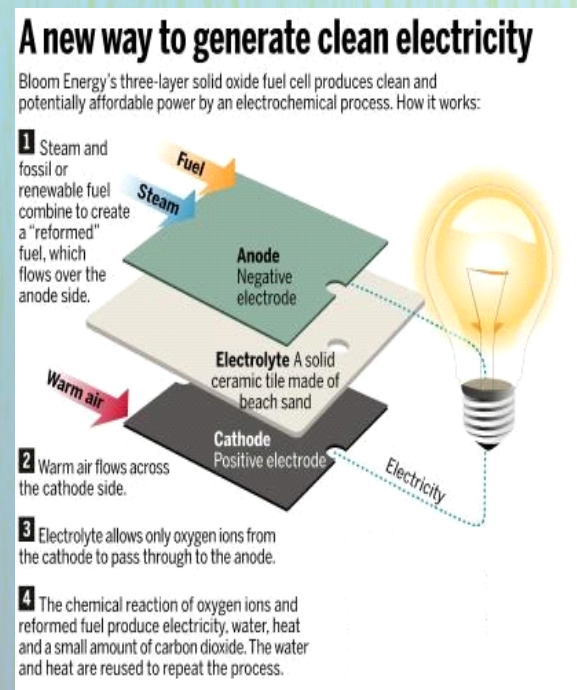 A new way to generate clean electricity
Bloom Energy's three-layer solid oxide fuel cell produces clean and
potentially affordable power by an electrochemical process. How it works:
1 Steam and
fossil or
renewable fuel
combine to create
a "reformed"
fuel, which
flows over the
anode side.
Fuel
Steam
Anode
Negative
electrode
Electrolyte A solid
ceramic tile made of
beach sand
Warm air
Cathode
Positive electrode
Electricity
2 Warm air flows across
the cathode side.
3 Electrolyte allows only oxygen ions from
the cathode to pass through to the anode.
4 The chemical reaction of oxygen ions and
reformed fuel produce electricity, water, heat
and a small amount of carbon dioxide. The water
and heat are reused to repeat the process.